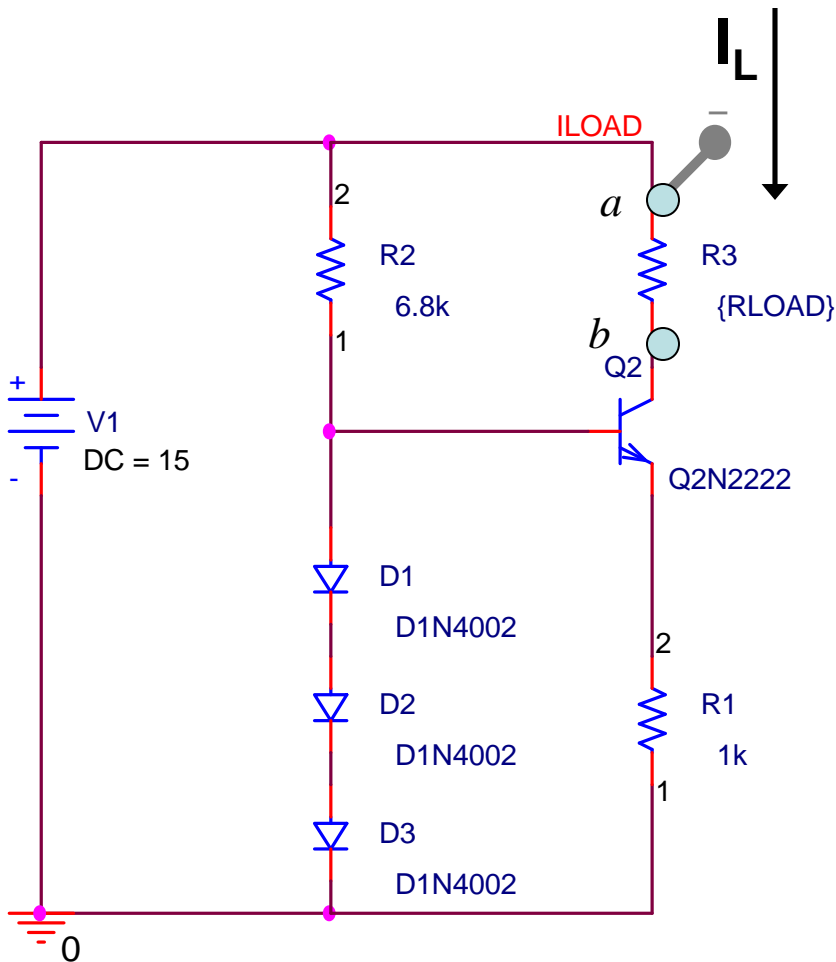 I_L
ILOAD
a
2
R2
6.8k
1
R3
{RLOAD}
b
Q2
Q2N2222
+
V1
DC = 15
-
D1
D1N4002
D2
D1N4002
D3
D1N4002
2
R1
1k
1
0